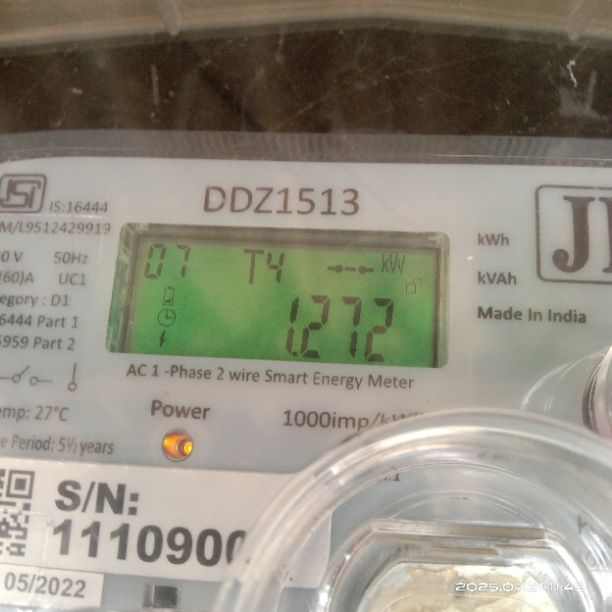 IS:16444
DDZ1513
M/L9512429919
50Hz
(60)A UC1
egory : D1
6444 Part 1
5959 Part 2
07 T4 kW
1.272
kWh
kVAh
Made In India
AC 1 -Phase 2 wire Smart Energy Meter
emp: 27°C
Power
1000imp/kW
e Period: 5½ years
S/N:
1110900
05/2022